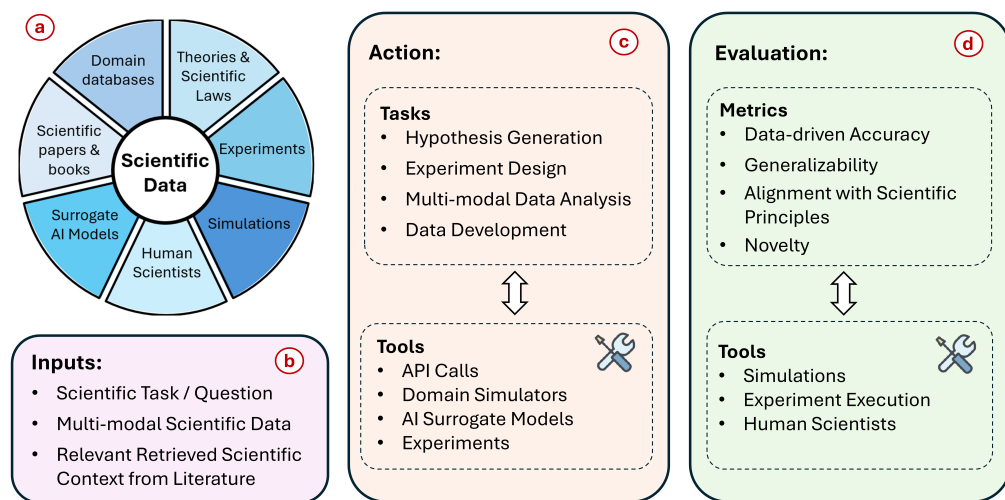 a
Domain
databases
Theories &
Scientific
Laws
Scientific
papers &
books
Scientific
Data
Experiments
Surrogate
AI Models
Simulations
Human
Scientists
Inputs:
b
• Scientific Task / Question
• Multi-modal Scientific Data
• Relevant Retrieved Scientific
Context from Literature
Action:
c
Tasks
• Hypothesis Generation
• Experiment Design
• Multi-modal Data Analysis
• Data Development
Tools
• API Calls
• Domain Simulators
• AI Surrogate Models
• Experiments
Evaluation:
d
Metrics
• Data-driven Accuracy
• Generalizability
• Alignment with Scientific
Principles
• Novelty
Tools
• Simulations
• Experiment Execution
• Human Scientists